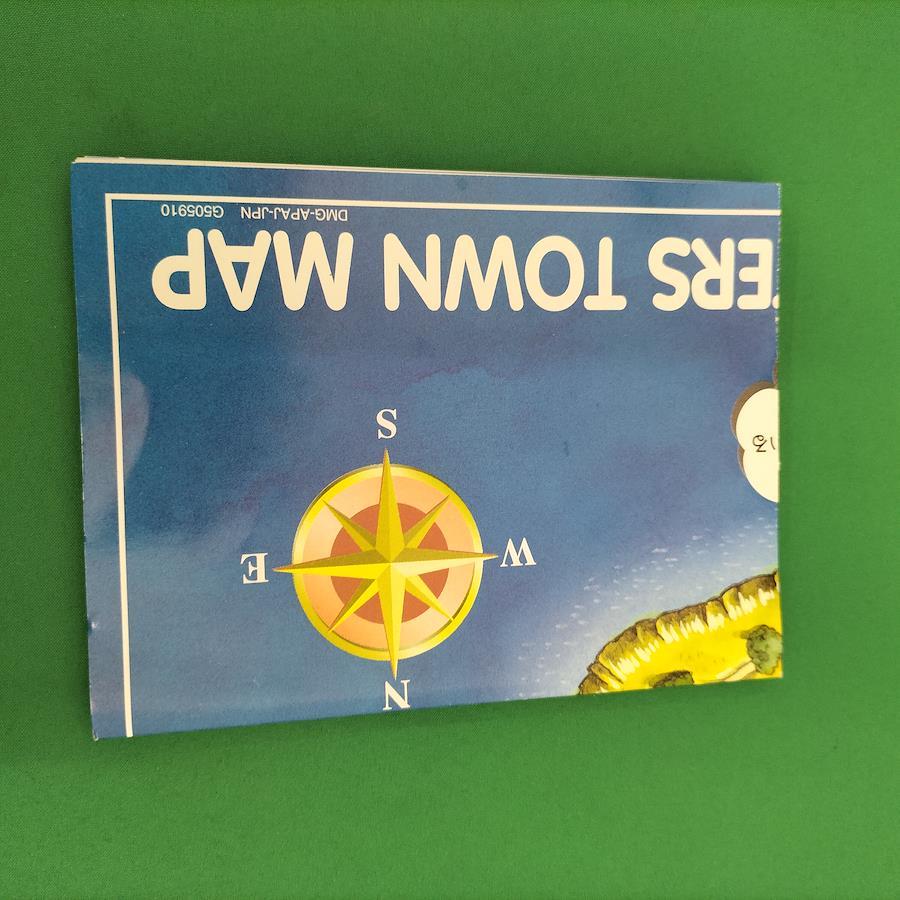 N
W E
S
ERS TOWN MAP
DMG-APAJ-JPN G505910